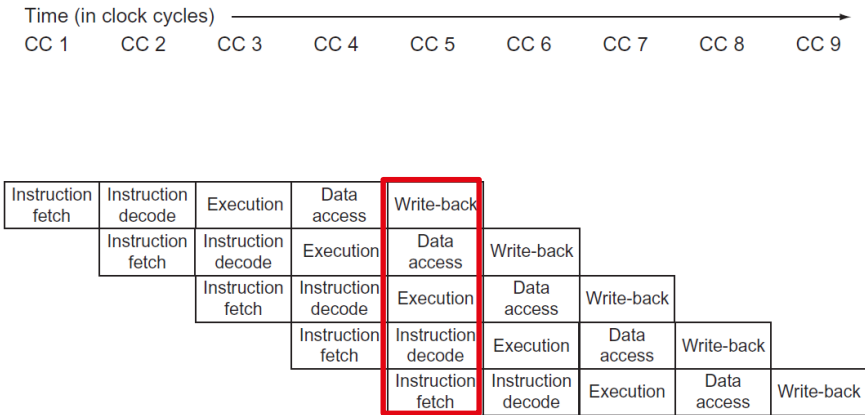 Time (in clock cycles)
CC 1 CC 2 CC 3 CC 4 CC 5 CC 6 CC 7 CC 8 CC 9
Instruction fetch Instruction decode Execution Data access Write-back
Instruction fetch Instruction decode Execution Data access Write-back
Instruction fetch Instruction decode Execution Data access Write-back
Instruction fetch Instruction decode Execution Data access Write-back
Instruction fetch Instruction decode Execution Data access Write-back